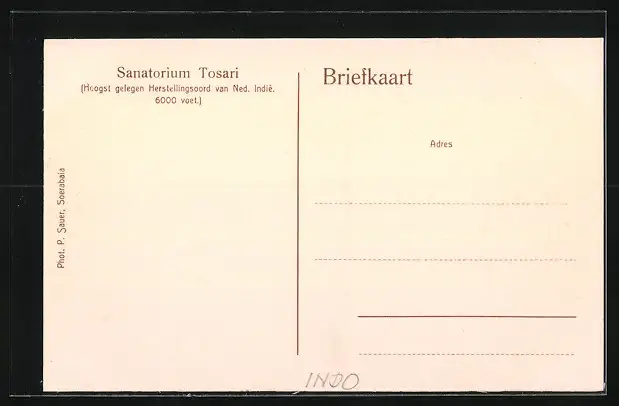 Sanatorium Tosari
(Hoogst gelegen Herstellingsoord van Ned. Indië.
6000 voet.)
Phot. P. Sauer, Soerabaia
Briefkaart
Adres
INDO